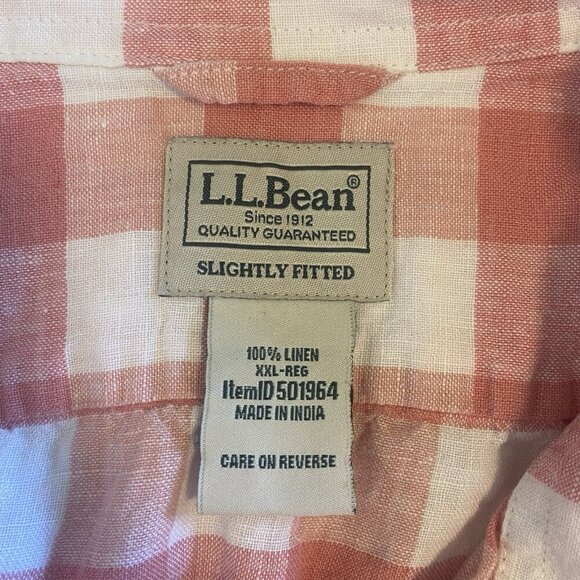 L.L.Bean®
Since 1912
QUALITY GUARANTEED
SLIGHTLY FITTED
100% LINEN
XXL-REG
ItemID 501964
MADE IN INDIA
CARE ON REVERSE